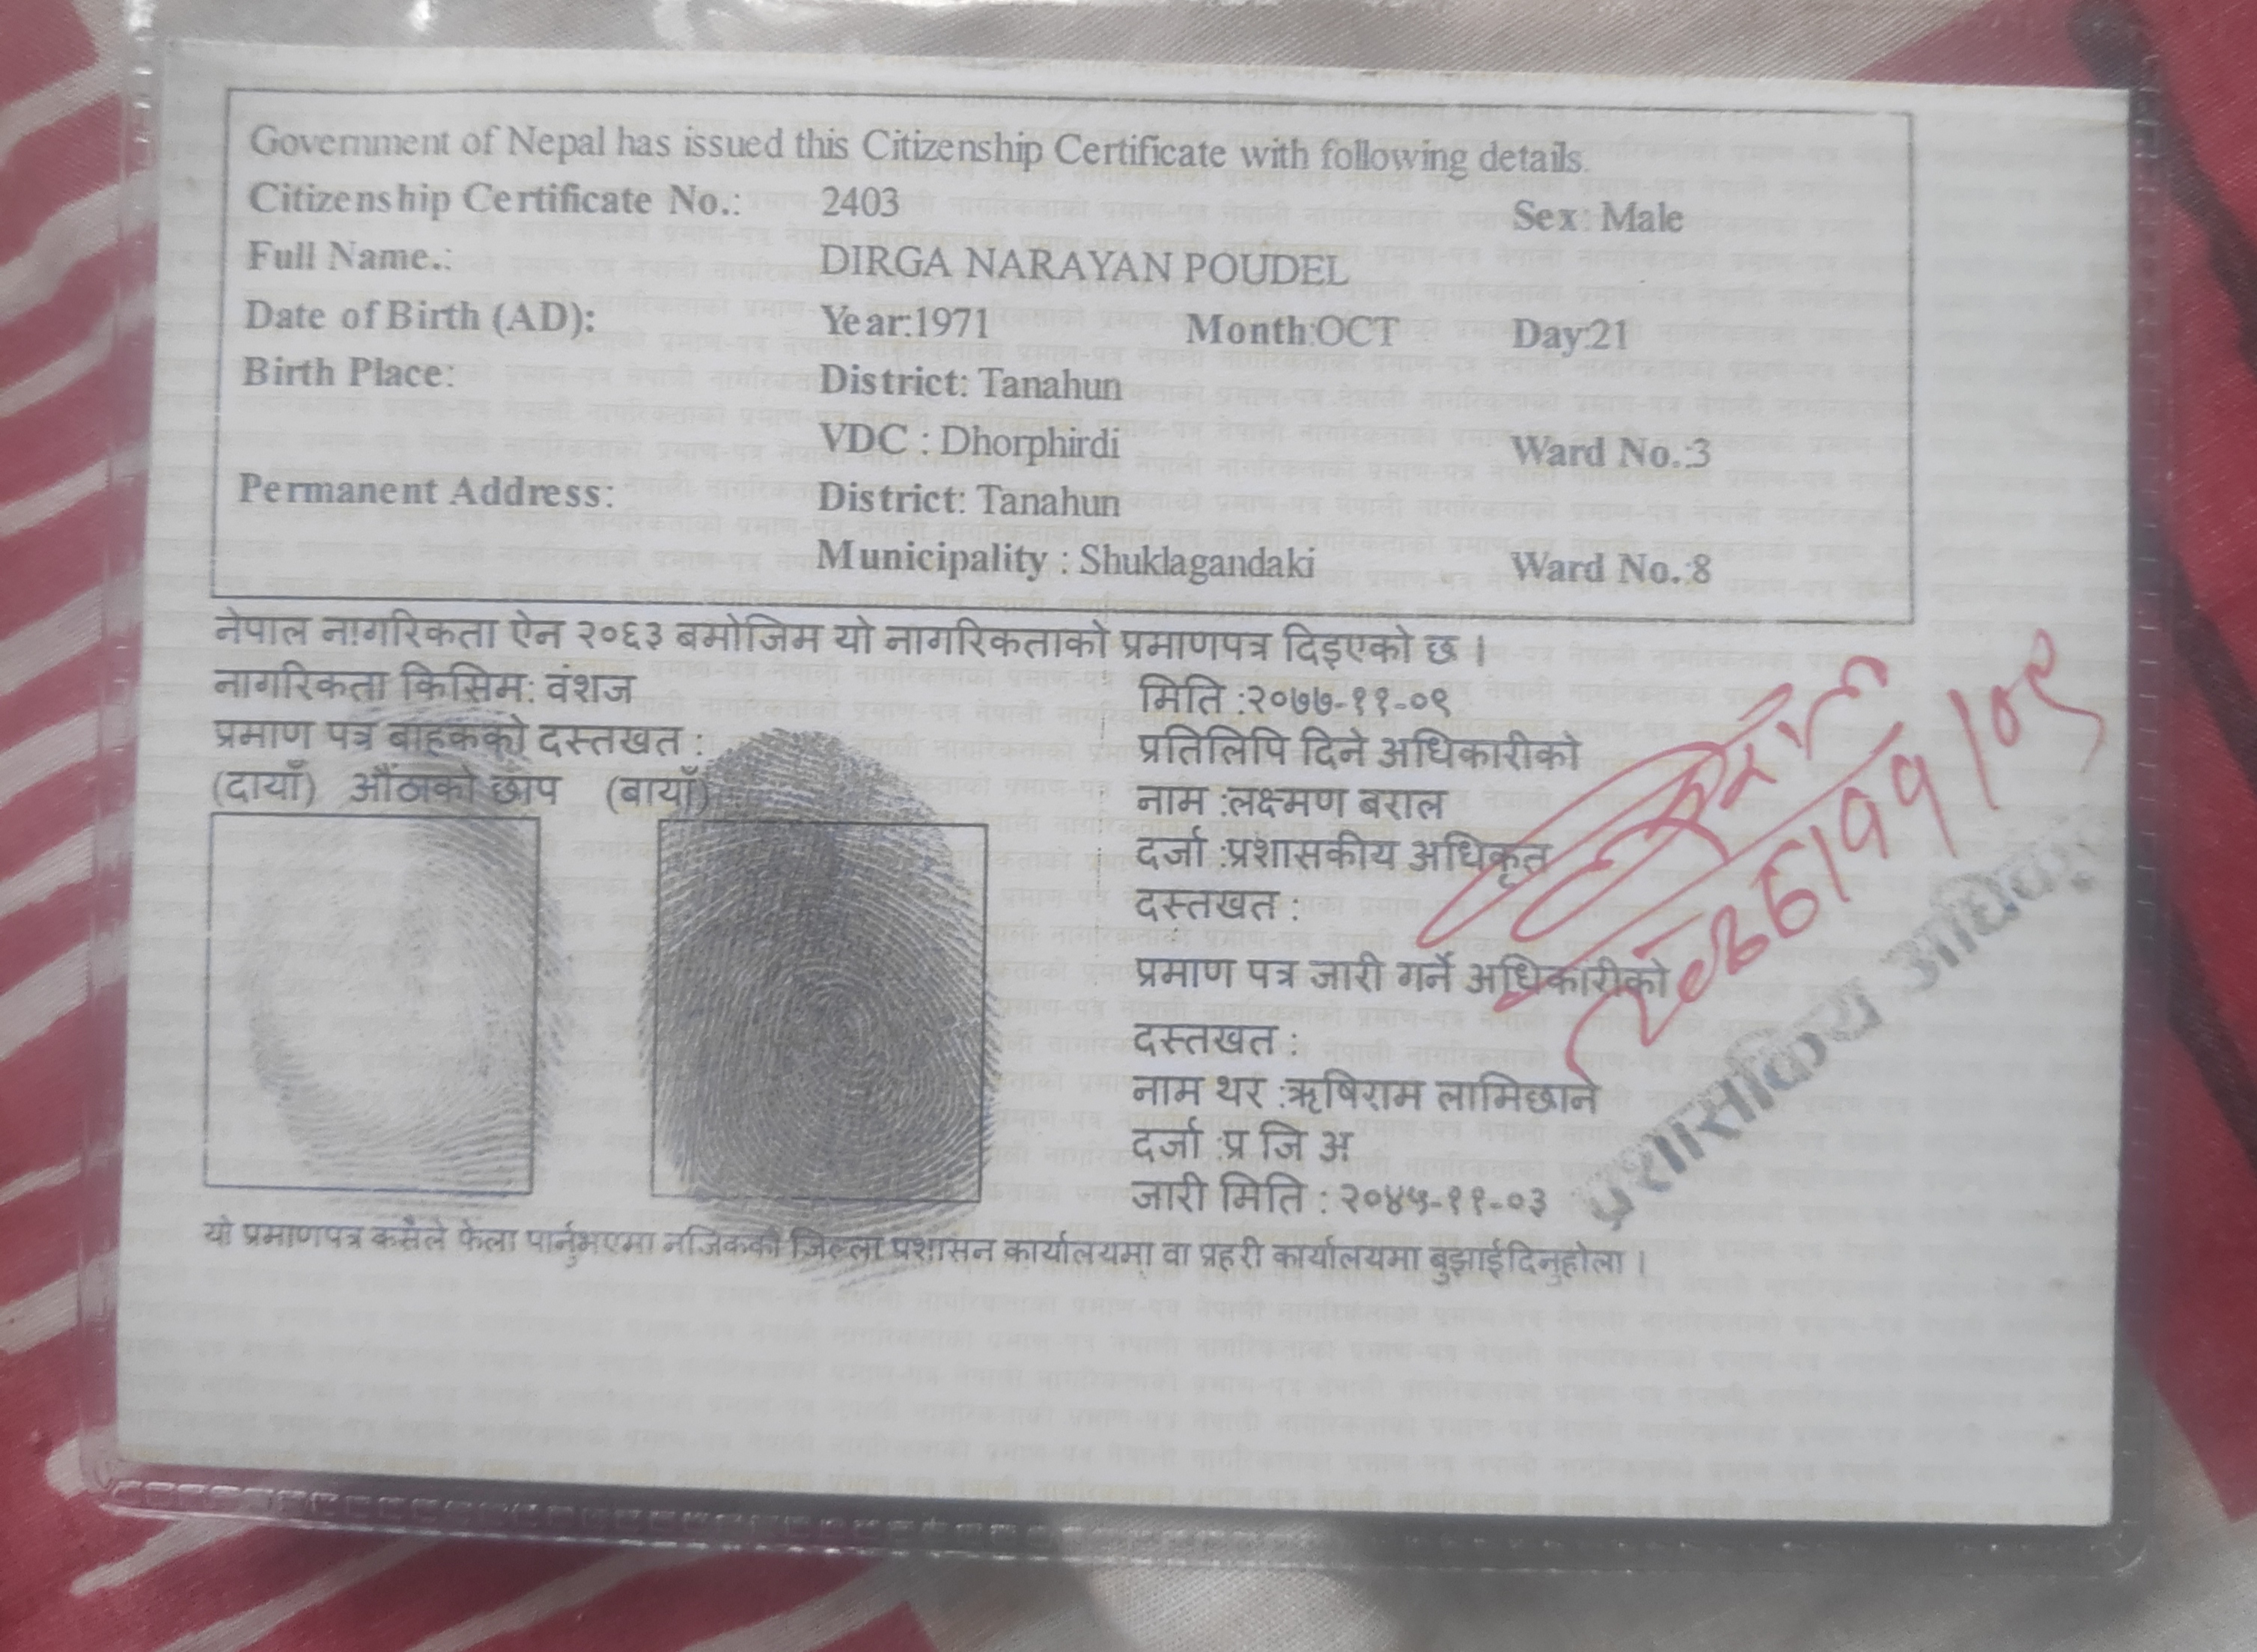 Government of Nepal has issued this Citizenship Certificate with following details.
Citizenship Certificate No.: 2403 Sex: Male
Full Name.: DIRGA NARAYAN POUDEL
Date of Birth (AD): Year:1971 Month:OCT Day:21
Birth Place: District: Tanahun
VDC : Dhorphirdi Ward No.:3
Permanent Address: District: Tanahun
Municipality : Shuklagandaki Ward No.:8
नेपाल नागरिकता ऐन २०६३ बमोजिम यो नागरिकताको प्रमाणपत्र दिइएको छ ।
नागरिकता किसिम: वंशज
प्रमाण पत्र बाहकको दस्तखत :
(दायाँ) औंठाको छाप (बायाँ)
मिति :२०७७-११-०९
प्रतिलिपि दिने अधिकारीको
नाम :लक्ष्मण बराल
दर्जा :प्रशासकीय अधिकृत
दस्तखत :
प्रमाण पत्र जारी गर्ने अधिकारीको
दस्तखत :
नाम थर :ऋषिराम लामिछाने
दर्जा :प्र जि अ
जारी मिति : २०४५-११-०३
प्रशासकिय अधिकृत
यो प्रमाणपत्र कसैले फेला पार्नुभएमा नजिकको जिल्ला प्रशासन कार्यालयमा वा प्रहरी कार्यालयमा बुझाईदिनुहोला ।